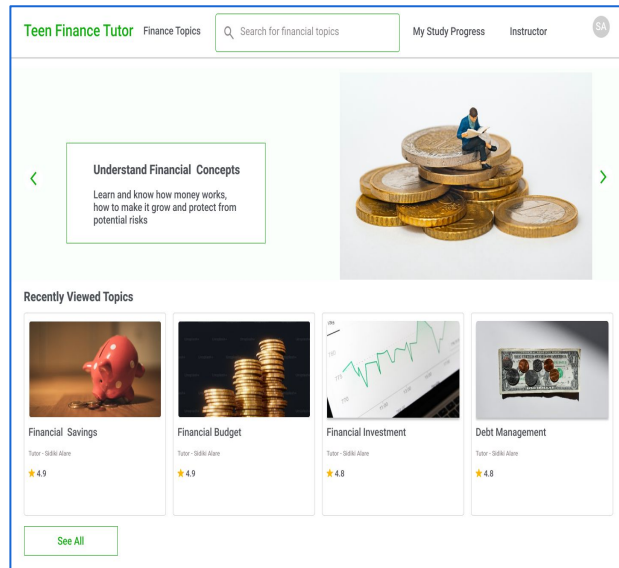 Teen Finance Tutor Finance Topics Search for financial topics My Study Progress Instructor SA
Understand Financial Concepts
Learn and know how money works,
how to make it grow and protect from
potential risks
Recently Viewed Topics
Financial Savings
Tutor - Sidiki Alare
4.9
Financial Budget
Tutor - Sidiki Alare
4.9
Financial Investment
Tutor - Sidiki Alare
4.8
Debt Management
Tutor - Sidiki Alare
4.8
See All